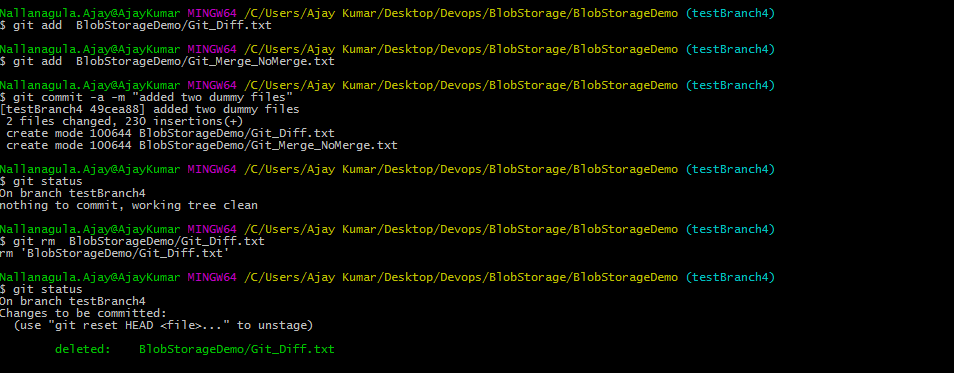 Nallanagula.Ajay@AjayKumar MINGW64 /C/Users/Ajay Kumar/Desktop/Devops/BlobStorage/BlobStorageDemo (testBranch4)
$ git add  BlobStorageDemo/Git_Diff.txt
Nallanagula.Ajay@AjayKumar MINGW64 /C/Users/Ajay Kumar/Desktop/Devops/BlobStorage/BlobStorageDemo (testBranch4)
$ git add  BlobStorageDemo/Git_Merge_NoMerge.txt
Nallanagula.Ajay@AjayKumar MINGW64 /C/Users/Ajay Kumar/Desktop/Devops/BlobStorage/BlobStorageDemo (testBranch4)
$ git commit -a -m "added two dummy files"
[testBranch4 49cea88] added two dummy files
 2 files changed, 230 insertions(+)
 create mode 100644 BlobStorageDemo/Git_Diff.txt
 create mode 100644 BlobStorageDemo/Git_Merge_NoMerge.txt
Nallanagula.Ajay@AjayKumar MINGW64 /C/Users/Ajay Kumar/Desktop/Devops/BlobStorage/BlobStorageDemo (testBranch4)
$ git status
On branch testBranch4
nothing to commit, working tree clean
Nallanagula.Ajay@AjayKumar MINGW64 /C/Users/Ajay Kumar/Desktop/Devops/BlobStorage/BlobStorageDemo (testBranch4)
$ git rm  BlobStorageDemo/Git_Diff.txt
rm 'BlobStorageDemo/Git_Diff.txt'
Nallanagula.Ajay@AjayKumar MINGW64 /C/Users/Ajay Kumar/Desktop/Devops/BlobStorage/BlobStorageDemo (testBranch4)
$ git status
On branch testBranch4
Changes to be committed:
  (use "git reset HEAD <file>..." to unstage)
        deleted:    BlobStorageDemo/Git_Diff.txt